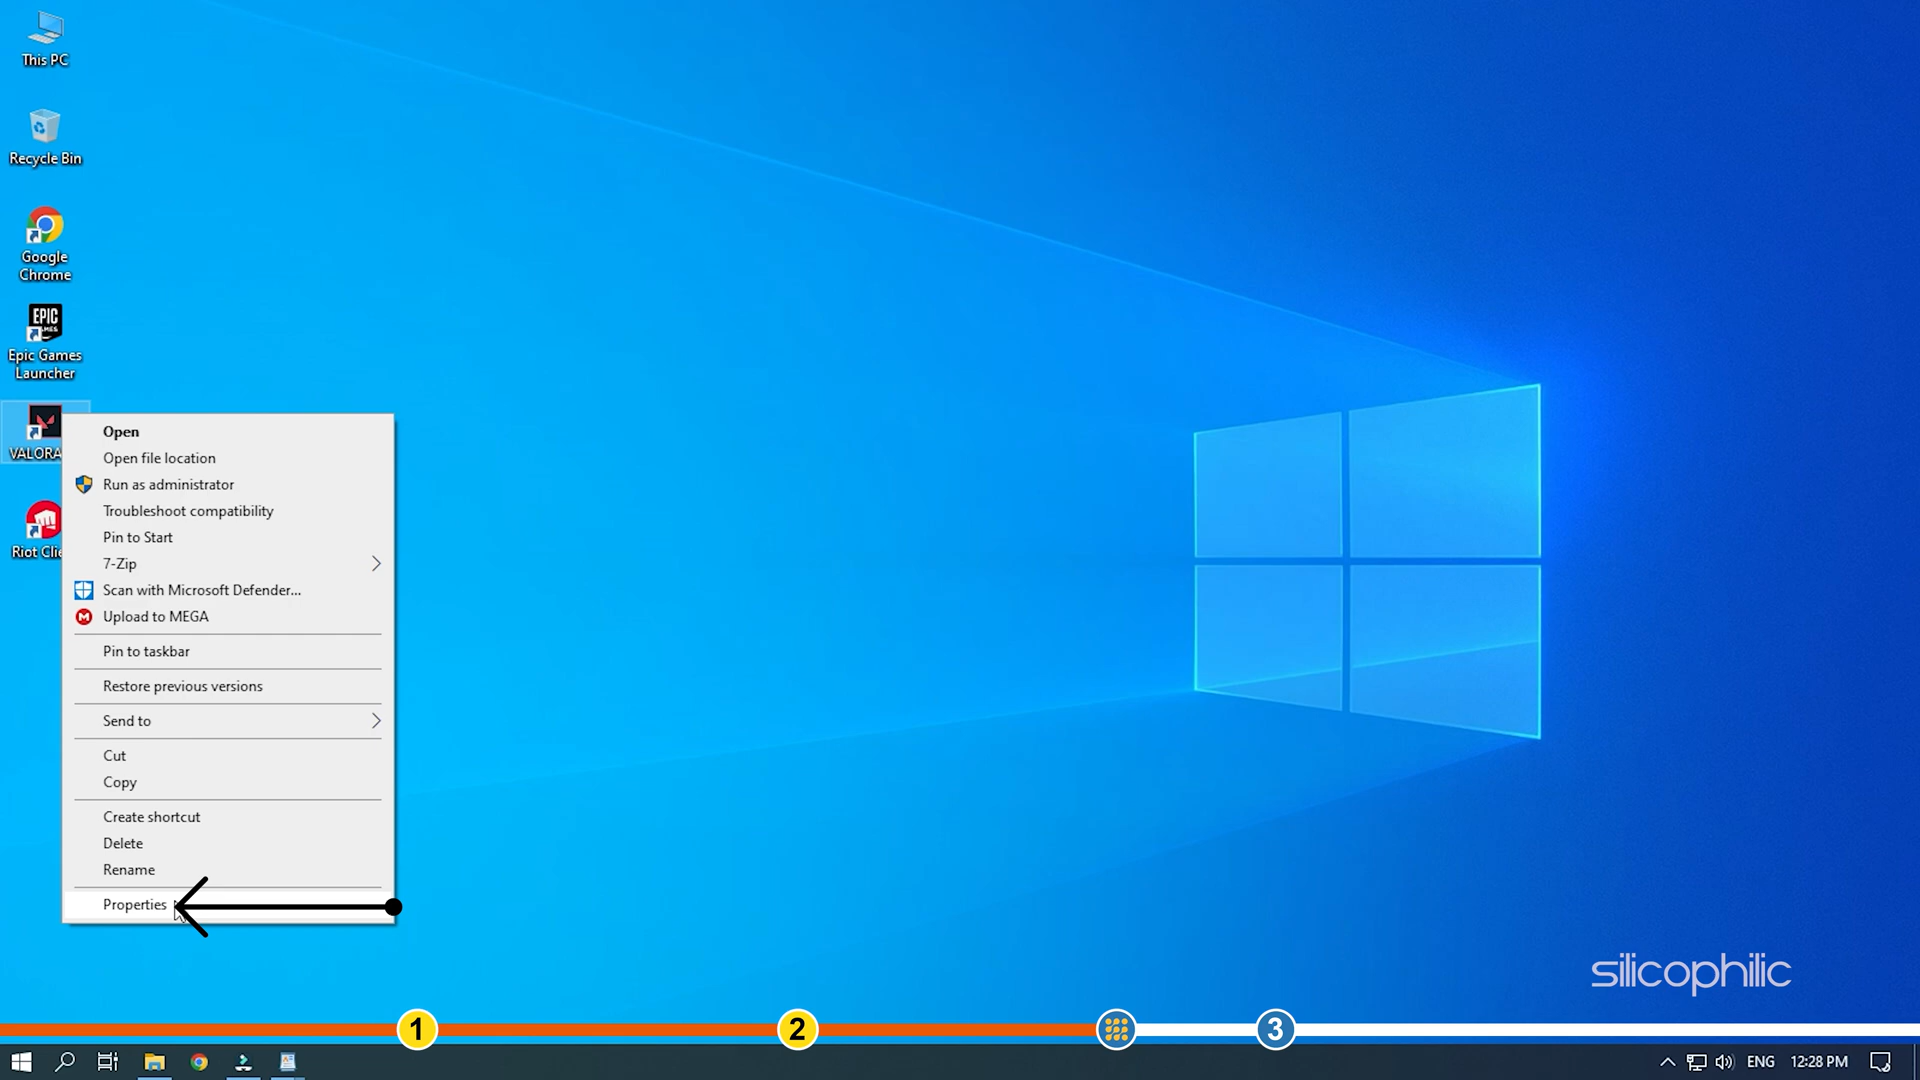 This PC
Recycle Bin
Google
Chrome
EPIC
Epic Games
Launcher
VALORA
Riot Clie
Open
Open file location
Run as administrator
Troubleshoot compatibility
Pin to Start
7-Zip
Scan with Microsoft Defender...
Upload to MEGA
Pin to taskbar
Restore previous versions
Send to
Cut
Copy
Create shortcut
Delete
Rename
Properties
silicophilic
1
2
3
ENG
12:28 PM